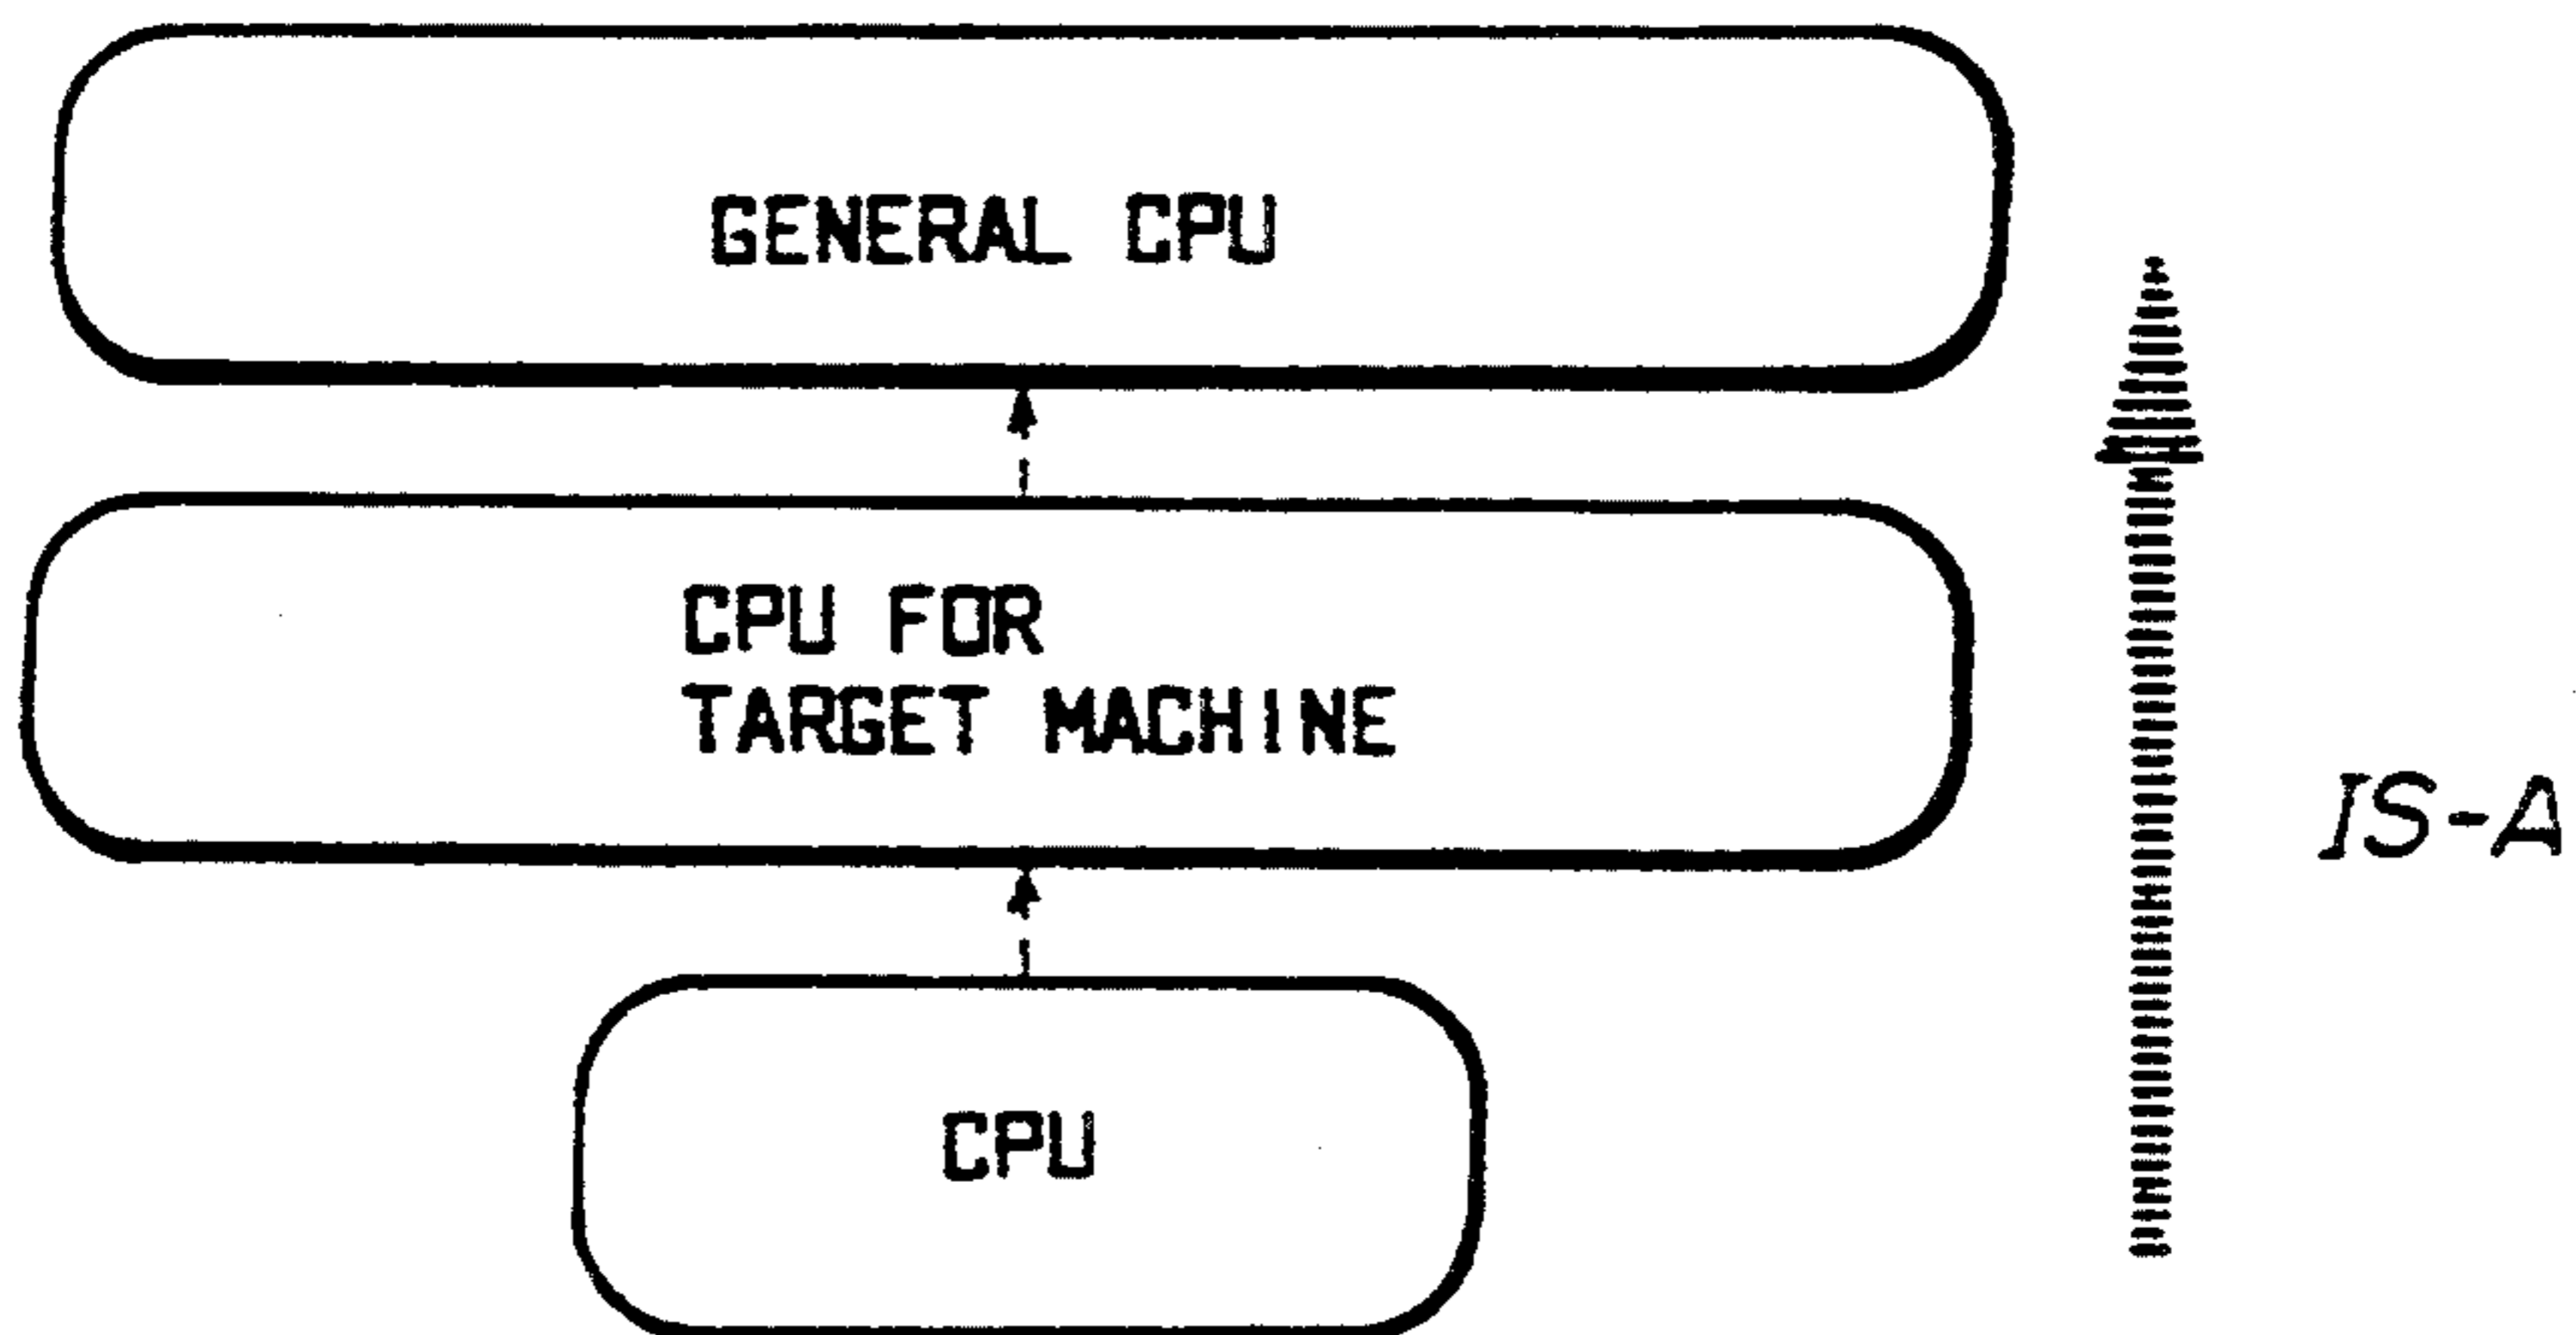 GENERAL CPU
CPU FOR
TARGET MACHINE
IS-A
CPU